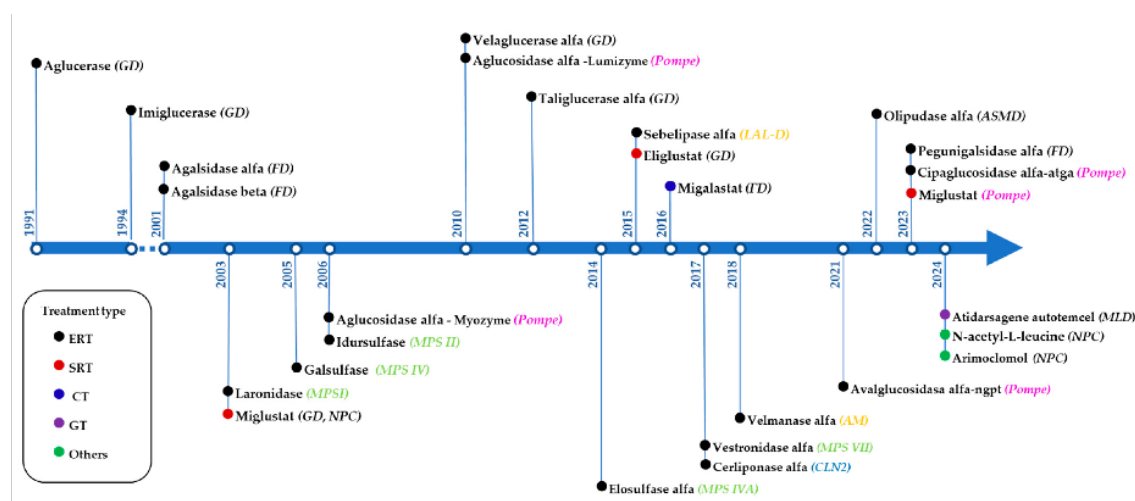 Velaglucerase alfa (GD)
Aglucerase (GD)
Aglucosidase alfa -Lumizyme (Pompe)
Taliglucerase alfa (GD)
Imiglucerase (GD)
Olipudase alfa (ASMD)
Sebelipase alfa (LAL-D)
Eliglustat (GD)
Pegunigalsidase alfa (FD)
Agalsidase alfa (FD)
Cipaglucosidase alfa-atga (Pompe)
Agalsidase beta (FD)
Migalastat (FD)
Miglustat (Pompe)
1991
1994
2001
2010
2012
2015
2016
2022
2023
2003
2005
2006
2014
2017
2018
2021
2024
Treatment type
ERT
SRT
CT
GT
Others
Aglucosidase alfa - Myozyme (Pompe)
Idursulfase (MPS II)
Galsulfase (MPS IV)
Laronidase (MPSI)
Miglustat (GD, NPC)
Atidarsagene autotemcel (MLD)
N-acetyl-L-leucine (NPC)
Arimoclomol (NPC)
Avalglucosidasa alfa-ngpt (Pompe)
Velmanase alfa (AM)
Vestronidase alfa (MPS VII)
Cerliponase alfa (CLN2)
Elosulfase alfa (MPS IVA)